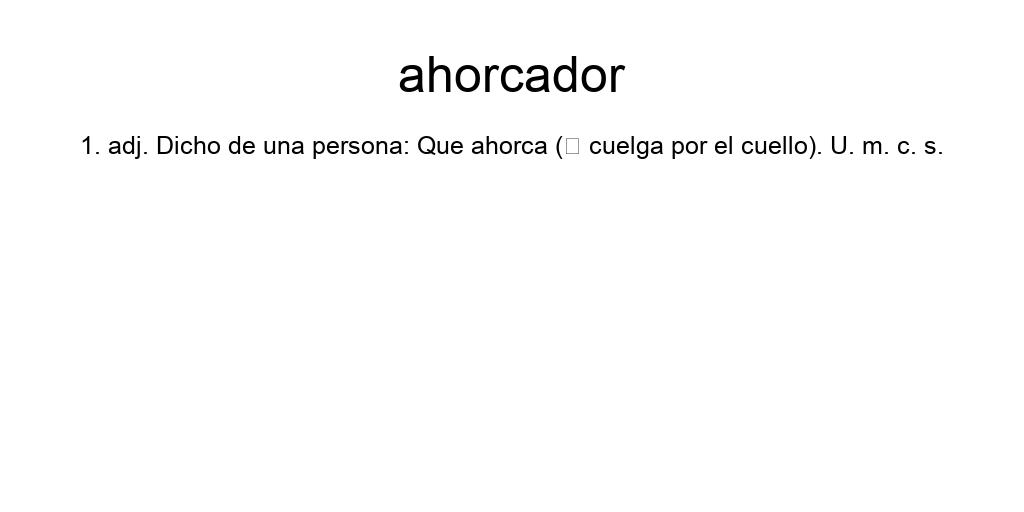 ahorcador
1. adj. Dicho de una persona: Que ahorca (□ cuelga por el cuello). U. m. c. s.